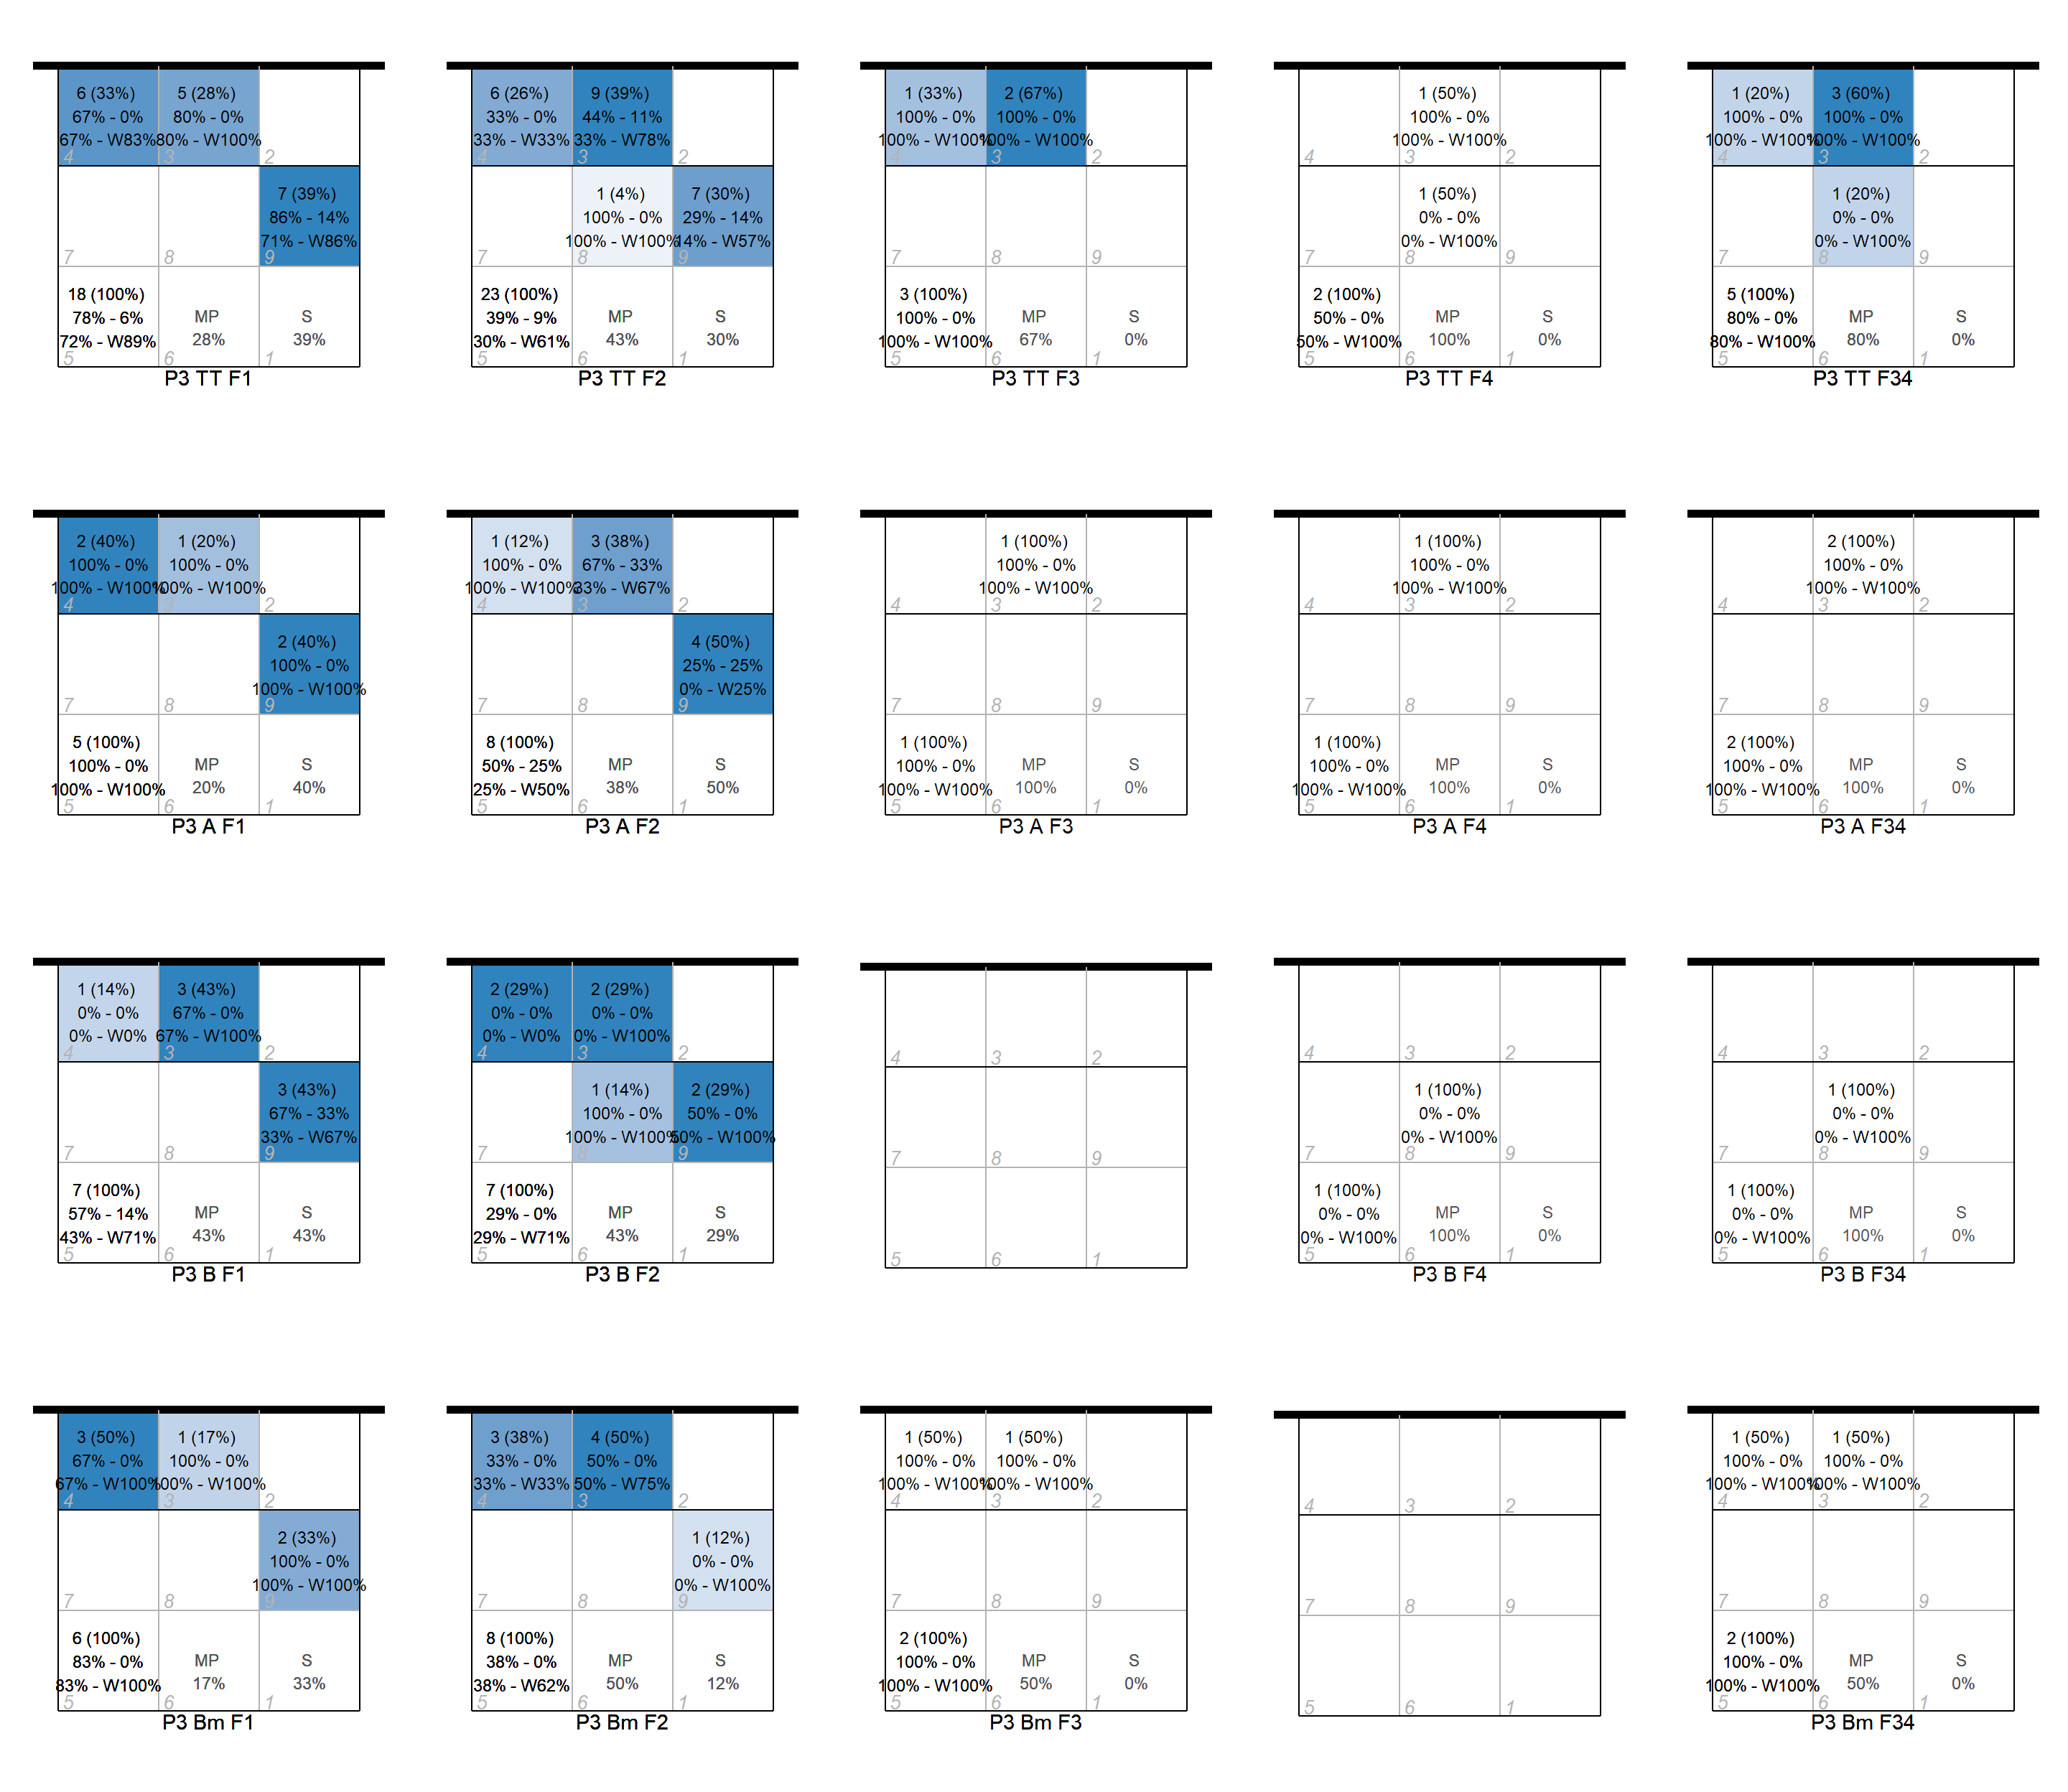 6 (33%) 5 (28%)
67% - 0% 80% - 0%
67% - W83% 80% - W100%
4 3 2
7 (39%)
86% - 14%
71% - W86%
7 8 9
18 (100%)
78% - 6% MP S
72% - W89% 28% 39%
5 6 1
P3 TT F1
6 (26%) 9 (39%)
33% - 0% 44% - 11%
33% - W33% 33% - W78%
4 3 2
1 (4%) 7 (30%)
100% - 0% 29% - 14%
100% - W100% 14% - W57%
7 8 9
23 (100%)
39% - 9% MP S
30% - W61% 43% 30%
5 6 1
P3 TT F2
1 (33%) 2 (67%)
100% - 0% 100% - 0%
100% - W100% 100% - W100%
4 3 2
7 8 9
3 (100%)
100% - 0% MP S
100% - W100% 67% 0%
5 6 1
P3 TT F3
1 (50%)
100% - 0%
100% - W100%
4 3 2
1 (50%)
0% - 0%
0% - W100%
7 8 9
2 (100%)
50% - 0% MP S
50% - W100% 100% 0%
5 6 1
P3 TT F4
1 (20%) 3 (60%)
100% - 0% 100% - 0%
100% - W100% 100% - W100%
4 3 2
1 (20%)
0% - 0%
0% - W100%
7 8 9
5 (100%)
80% - 0% MP S
80% - W100% 80% 0%
5 6 1
P3 TT F34
2 (40%) 1 (20%)
100% - 0% 100% - 0%
100% - W100% 100% - W100%
4 3 2
2 (40%)
100% - 0%
100% - W100%
7 8 9
5 (100%)
100% - 0% MP S
100% - W100% 20% 40%
5 6 1
P3 A F1
1 (12%) 3 (38%)
100% - 0% 67% - 33%
100% - W100% 33% - W67%
4 3 2
4 (50%)
25% - 25%
0% - W25%
7 8 9
8 (100%)
50% - 25% MP S
25% - W50% 38% 50%
5 6 1
P3 A F2
1 (100%)
100% - 0%
100% - W100%
4 3 2
7 8 9
1 (100%)
100% - 0% MP S
100% - W100% 100% 0%
5 6 1
P3 A F3
1 (100%)
100% - 0%
100% - W100%
4 3 2
7 8 9
1 (100%)
100% - 0% MP S
100% - W100% 100% 0%
5 6 1
P3 A F4
2 (100%)
100% - 0%
100% - W100%
4 3 2
7 8 9
2 (100%)
100% - 0% MP S
100% - W100% 100% 0%
5 6 1
P3 A F34
1 (14%) 3 (43%)
0% - 0% 67% - 0%
0% - W0% 67% - W100%
4 3 2
3 (43%)
67% - 33%
33% - W67%
7 8 9
7 (100%)
57% - 14% MP S
43% - W71% 43% 43%
5 6 1
P3 B F1
2 (29%) 2 (29%)
0% - 0% 0% - 0%
0% - W0% 0% - W100%
4 3 2
1 (14%) 2 (29%)
100% - 0% 50% - 0%
100% - W100% 50% - W100%
7 8 9
7 (100%)
29% - 0% MP S
29% - W71% 43% 29%
5 6 1
P3 B F2
4 3 2
7 8 9
5 6 1
4 3 2
1 (100%)
0% - 0%
0% - W100%
7 8 9
1 (100%)
0% - 0% MP S
0% - W100% 100% 0%
5 6 1
P3 B F4
4 3 2
1 (100%)
0% - 0%
0% - W100%
7 8 9
1 (100%)
0% - 0% MP S
0% - W100% 100% 0%
5 6 1
P3 B F34
3 (50%) 1 (17%)
67% - 0% 100% - 0%
67% - W100% 100% - W100%
4 3 2
2 (33%)
100% - 0%
100% - W100%
7 8 9
6 (100%)
83% - 0% MP S
83% - W100% 17% 33%
5 6 1
P3 Bm F1
3 (38%) 4 (50%)
33% - 0% 50% - 0%
33% - W33% 50% - W75%
4 3 2
1 (12%)
0% - 0%
0% - W100%
7 8 9
8 (100%)
38% - 0% MP S
38% - W62% 50% 12%
5 6 1
P3 Bm F2
1 (50%) 1 (50%)
100% - 0% 100% - 0%
100% - W100% 100% - W100%
4 3 2
7 8 9
2 (100%)
100% - 0% MP S
100% - W100% 50% 0%
5 6 1
P3 Bm F3
4 3 2
7 8 9
5 6 1
1 (50%) 1 (50%)
100% - 0% 100% - 0%
100% - W100% 100% - W100%
4 3 2
7 8 9
2 (100%)
100% - 0% MP S
100% - W100% 50% 0%
5 6 1
P3 Bm F34